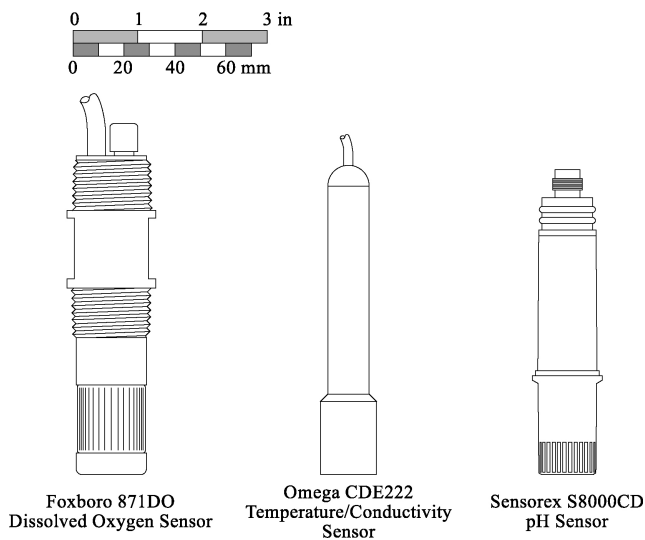 0 1 2 3 in
0 20 40 60 mm
Foxboro 871DO
Dissolved Oxygen Sensor
Omega CDE222
Temperature/Conductivity
Sensor
Sensorex S8000CD
pH Sensor